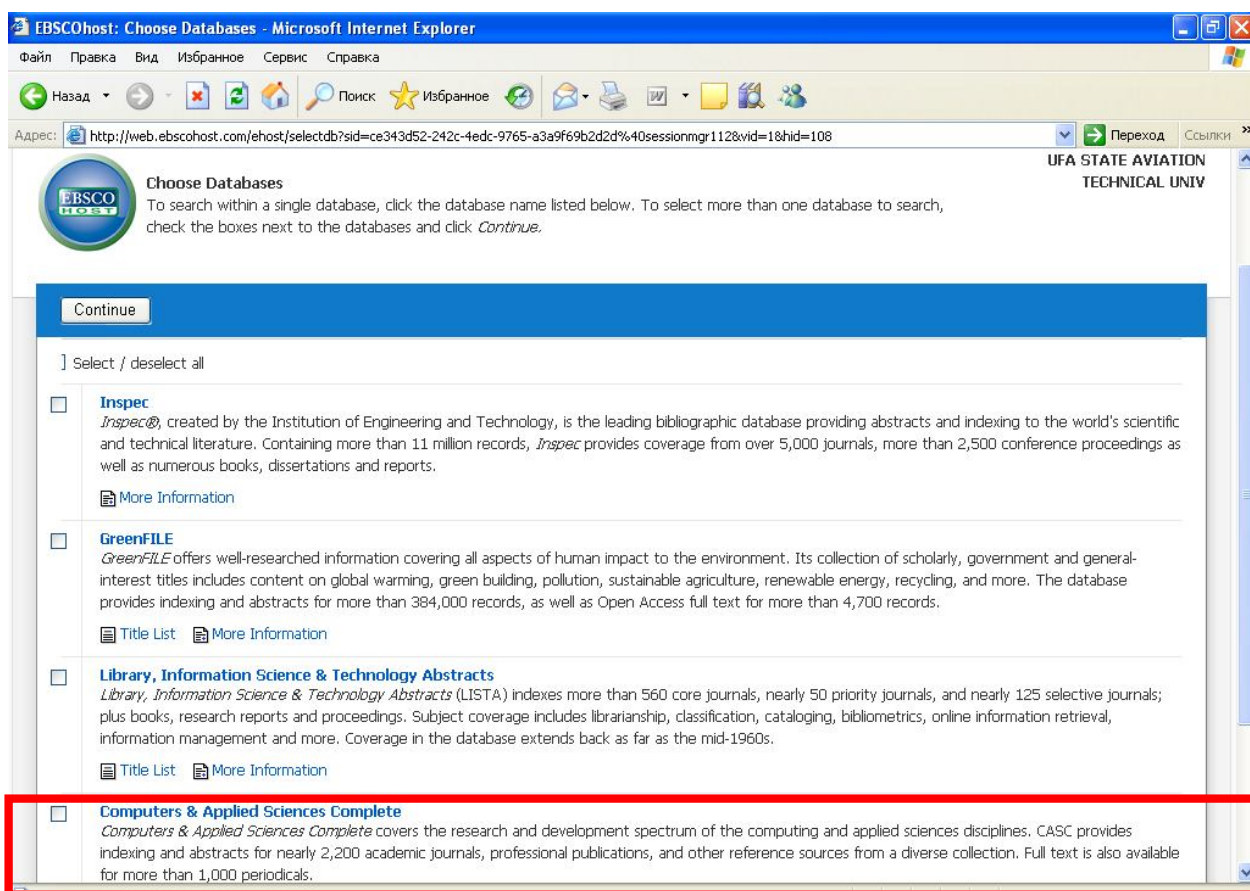 EBSCOhost: Choose Databases - Microsoft Internet Explorer
Файл Правка Вид Избранное Сервис Справка
Назад Поиск Избранное
Адрес: http://web.ebscohost.com/ehost/selectdb?sid=ce343d52-242c-4edc-9765-a3a9f69b2d2d%40sessionmgr112&vid=1&hid=108 Переход Ссылки »
UFA STATE AVIATION
TECHNICAL UNIV
EBSCO
HOST
Choose Databases
To search within a single database, click the database name listed below. To select more than one database to search,
check the boxes next to the databases and click Continue.
Continue
] Select / deselect all
Inspec
Inspec®, created by the Institution of Engineering and Technology, is the leading bibliographic database providing abstracts and indexing to the world's scientific
and technical literature. Containing more than 11 million records, Inspec provides coverage from over 5,000 journals, more than 2,500 conference proceedings as
well as numerous books, dissertations and reports.
More Information
GreenFILE
GreenFILE offers well-researched information covering all aspects of human impact to the environment. Its collection of scholarly, government and general-
interest titles includes content on global warming, green building, pollution, sustainable agriculture, renewable energy, recycling, and more. The database
provides indexing and abstracts for more than 384,000 records, as well as Open Access full text for more than 4,700 records.
Title List More Information
Library, Information Science & Technology Abstracts
Library, Information Science & Technology Abstracts (LISTA) indexes more than 560 core journals, nearly 50 priority journals, and nearly 125 selective journals;
plus books, research reports and proceedings. Subject coverage includes librarianship, classification, cataloging, bibliometrics, online information retrieval,
information management and more. Coverage in the database extends back as far as the mid-1960s.
Title List More Information
Computers & Applied Sciences Complete
Computers & Applied Sciences Complete covers the research and development spectrum of the computing and applied sciences disciplines. CASC provides
indexing and abstracts for nearly 2,200 academic journals, professional publications, and other reference sources from a diverse collection. Full text is also available
for more than 1,000 periodicals.